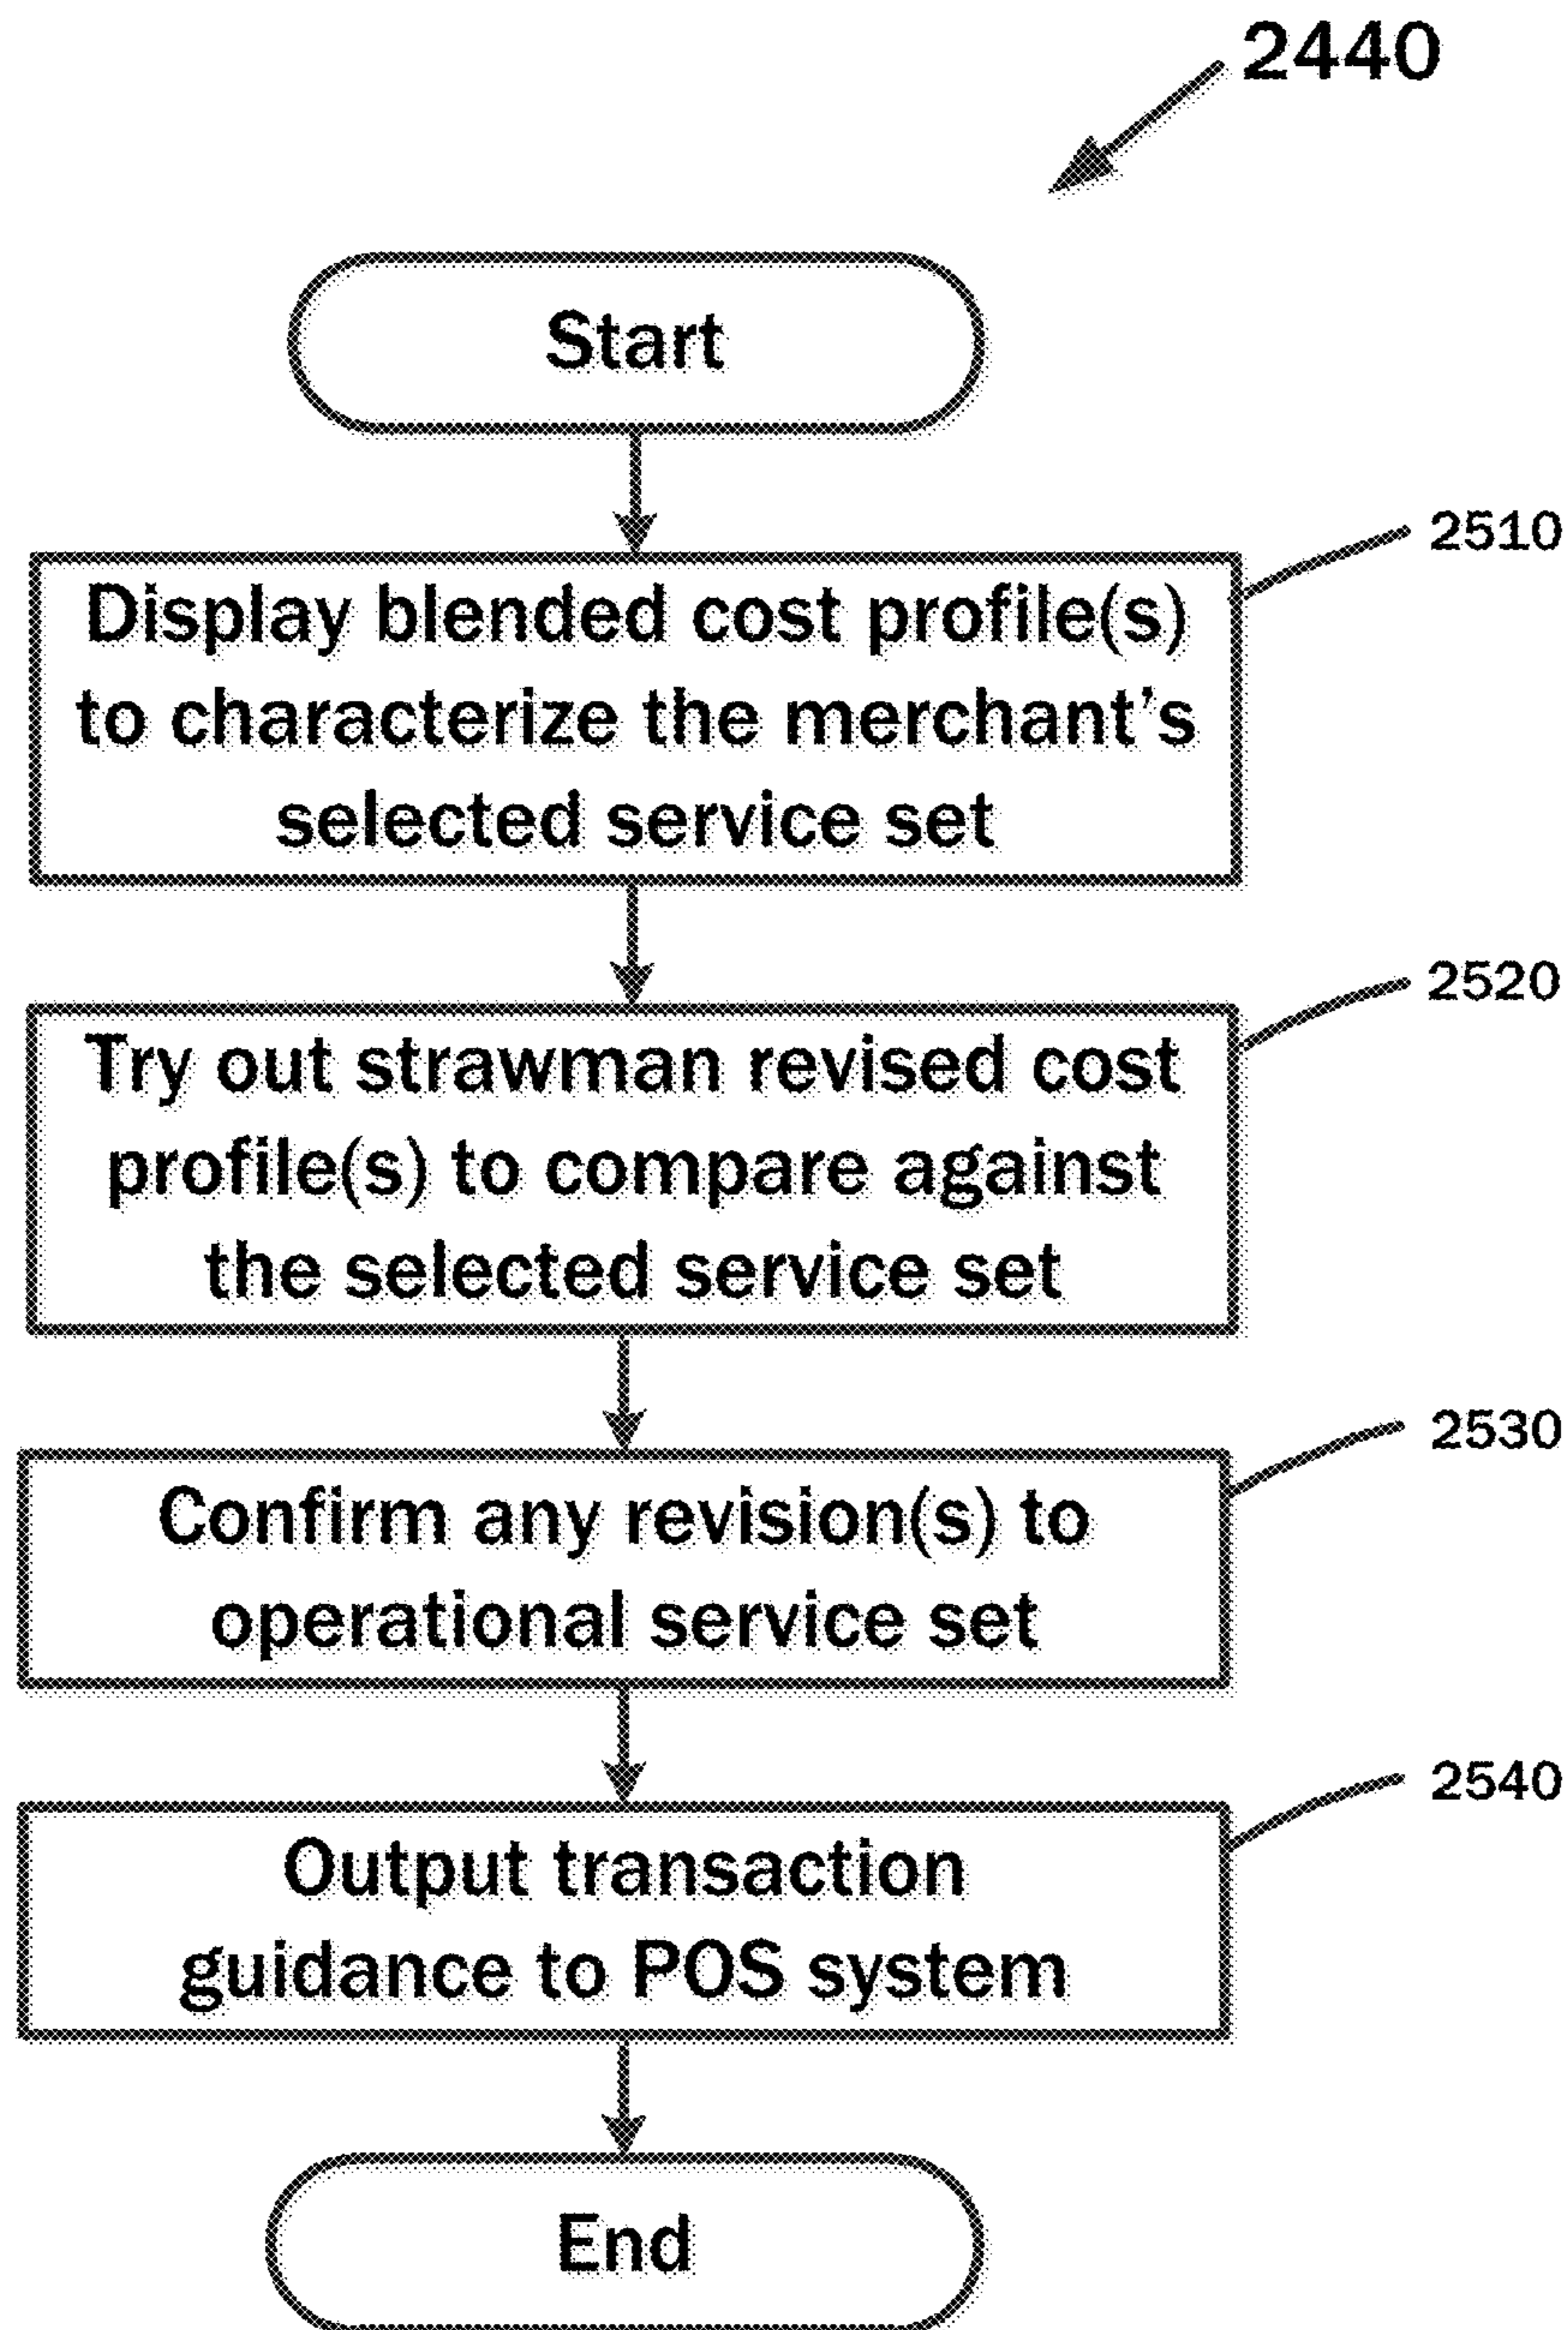 2440
Start
2510
Display blended cost profile(s)
to characterize the merchant's
selected service set
2520
Try out strawman revised cost
profile(s) to compare against
the selected service set
2530
Confirm any revision(s) to
operational service set
2540
Output transaction
guidance to POS system
End